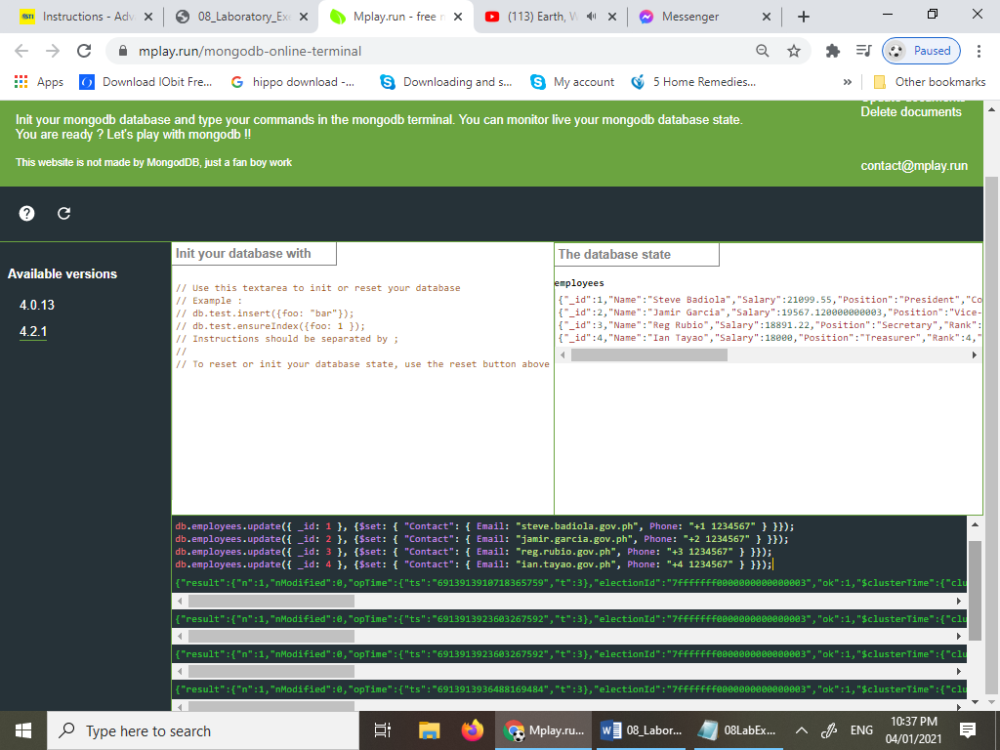 Instructions - Adv
08_Laboratory_Exe
Mplay.run - free m
(113) Earth, W
Messenger
mplay.run/mongodb-online-terminal
Paused
Apps
Download IObit Fre...
hippo download -...
Downloading and s...
My account
5 Home Remedies...
»
Other bookmarks
Init your mongodb database and type your commands in the mongodb terminal. You can monitor live your mongodb database state.
You are ready ? Let's play with mongodb !!
This website is not made by MongodDB, just a fan boy work
Update documents
Delete documents
contact@mplay.run
Available versions
4.0.13
4.2.1
Init your database with
// Use this textarea to init or reset your database
// Example :
// db.test.insert({foo: "bar"});
// db.test.ensureIndex({foo: 1 });
// Instructions should be separated by ;
//
// To reset or init your database state, use the reset button above
The database state
employees
{"_id":1,"Name":"Steve Badiola","Salary":21099.55,"Position":"President","Co
{"_id":2,"Name":"Jamir Garcia","Salary":19567.120000000003,"Position":"Vice-
{"_id":3,"Name":"Reg Rubio","Salary":18891.22,"Position":"Secretary","Rank":
{"_id":4,"Name":"Ian Tayao","Salary":18000,"Position":"Treasurer","Rank":4,"
db.employees.update({ _id: 1 }, {$set: { "Contact": { Email: "steve.badiola.gov.ph", Phone: "+1 1234567" } }});
db.employees.update({ _id: 2 }, {$set: { "Contact": { Email: "jamir.garcia.gov.ph", Phone: "+2 1234567" } }});
db.employees.update({ _id: 3 }, {$set: { "Contact": { Email: "reg.rubio.gov.ph", Phone: "+3 1234567" } }});
db.employees.update({ _id: 4 }, {$set: { "Contact": { Email: "ian.tayao.gov.ph", Phone: "+4 1234567" } }});
{"result":{"n":1,"nModified":0,"opTime":{"ts":"6913913910718365759","t":3},"electionId":"7fffffff0000000000000003","ok":1,"$clusterTime":{"clu
{"result":{"n":1,"nModified":0,"opTime":{"ts":"6913913923603267592","t":3},"electionId":"7fffffff0000000000000003","ok":1,"$clusterTime":{"clu
{"result":{"n":1,"nModified":0,"opTime":{"ts":"6913913923603267592","t":3},"electionId":"7fffffff0000000000000003","ok":1,"$clusterTime":{"clu
{"result":{"n":1,"nModified":0,"opTime":{"ts":"6913913936488169484","t":3},"electionId":"7fffffff0000000000000003","ok":1,"$clusterTime":{"clu
Type here to search
Mplay.ru...
08_Labor...
08LabEx...
ENG
10:37 PM
04/01/2021